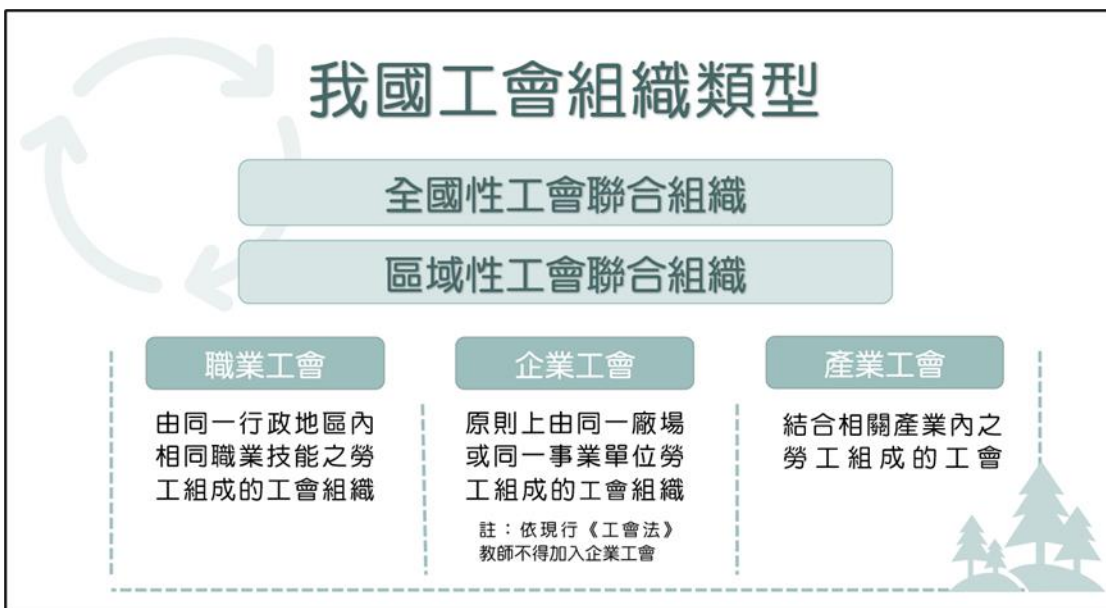 我國工會組織類型
全國性工會聯合組織
區域性工會聯合組織
職業工會
由同一行政地區內
相同職業技能之勞
工組成的工會組織
企業工會
原則上由同一廠場
或同一事業單位勞
工組成的工會組織
註：依現行《工會法》
教師不得加入企業工會
產業工會
結合相關產業內之
勞工組成的工會